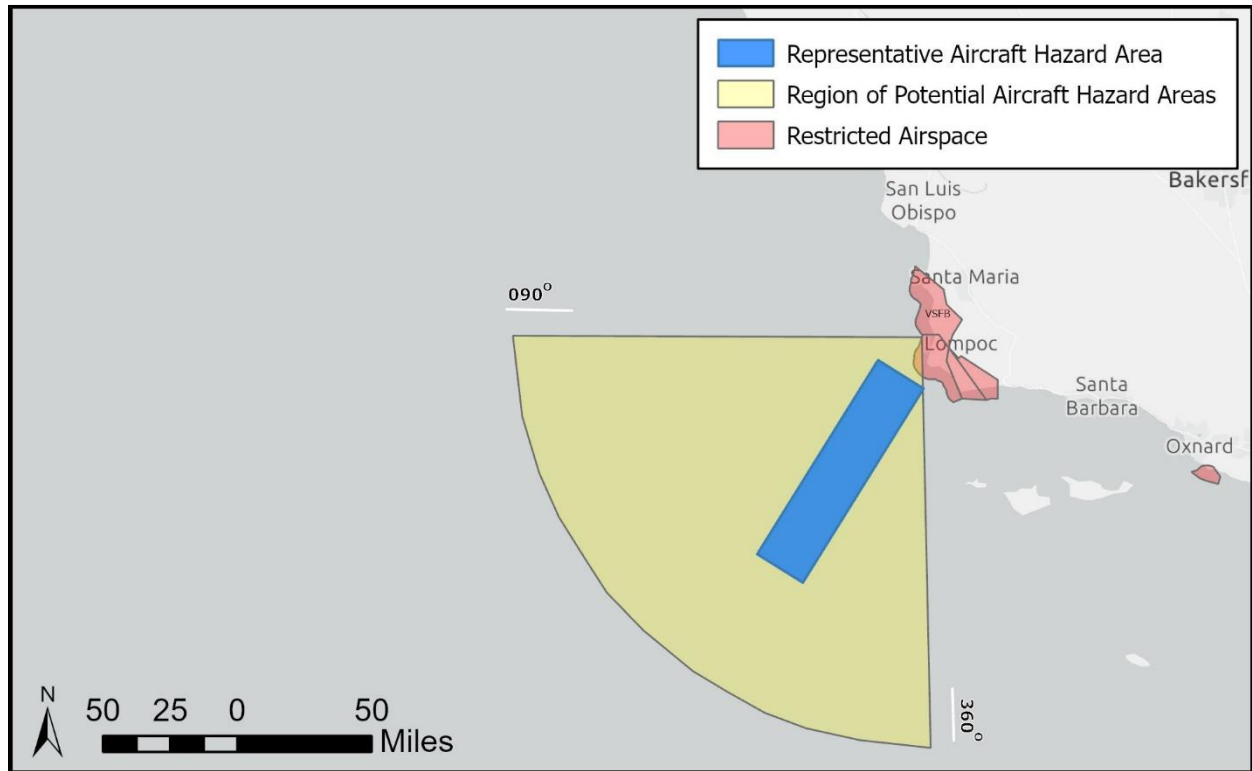 Representative Aircraft Hazard Area
Region of Potential Aircraft Hazard Areas
Restricted Airspace
San Luis
Obispo
Bakersf
Santa Maria
090°
VSFB
Lompoc
Santa
Barbara
Oxnard
360°
N
50 25 0 50
Miles